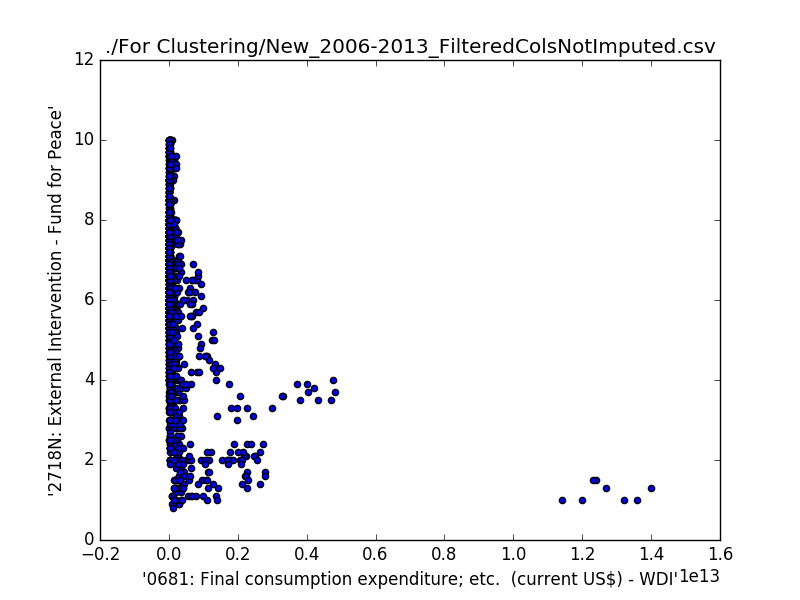 ./For Clustering/New_2006-2013_FilteredColsNotImputed.csv
12
10
8
6
4
2
0
'2718N: External Intervention - Fund for Peace'
−0.2 0.0 0.2 0.4 0.6 0.8 1.0 1.2 1.4 1.6
'0681: Final consumption expenditure; etc.  (current US$) - WDI' 1e13